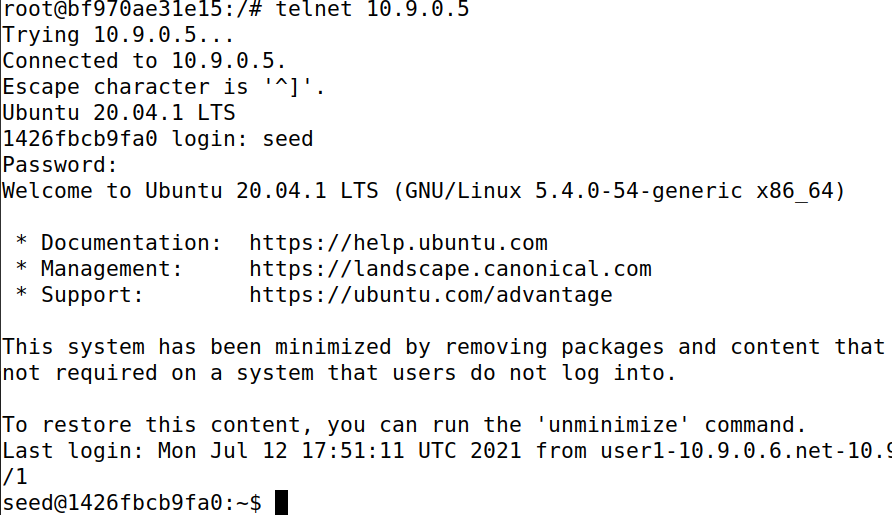 root@bf970ae31e15:/# telnet 10.9.0.5
Trying 10.9.0.5...
Connected to 10.9.0.5.
Escape character is '^]'.
Ubuntu 20.04.1 LTS
1426fbcb9fa0 login: seed
Password:
Welcome to Ubuntu 20.04.1 LTS (GNU/Linux 5.4.0-54-generic x86_64)
 * Documentation:  https://help.ubuntu.com
 * Management:     https://landscape.canonical.com
 * Support:        https://ubuntu.com/advantage
This system has been minimized by removing packages and content that
not required on a system that users do not log into.
To restore this content, you can run the 'unminimize' command.
Last login: Mon Jul 12 17:51:11 UTC 2021 from user1-10.9.0.6.net-10.9
/1
seed@1426fbcb9fa0:~$